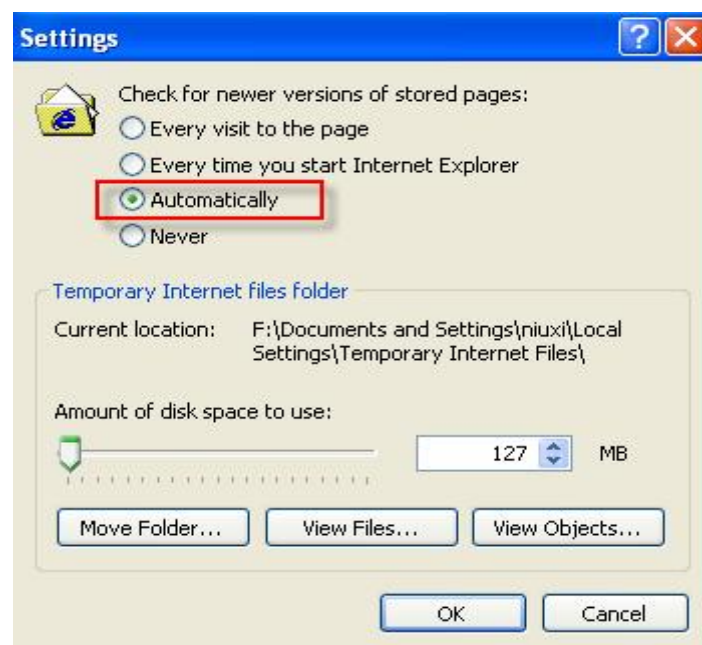 Settings
Check for newer versions of stored pages:
Every visit to the page
Every time you start Internet Explorer
Automatically
Never
Temporary Internet files folder
Current location: F:\Documents and Settings\niuxi\Local
Settings\Temporary Internet Files\
Amount of disk space to use:
127 MB
Move Folder... View Files... View Objects...
OK Cancel